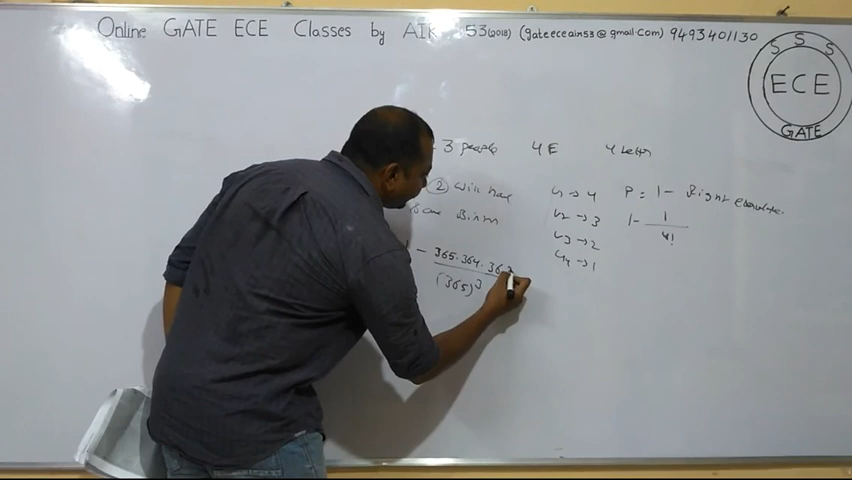 Online GATE ECE Classes by AIR 53(2018) (gateeceair53@gmail.com) 9493401130
SSS
ECE
GATE
3 people 4E 4 Letters
2 will have
same
1 - 365.364.363
(365)^3
L1 → 4
L2 → 3
L3 → 2
L4 → 1
P = 1 - Right
1 - 1
4!